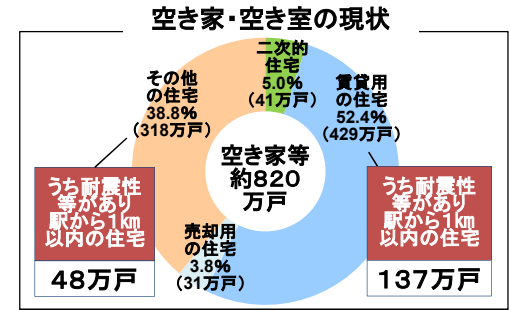 空き家・空き室の現状
二次的
住宅
5.0%
(41万戸)
賃貸用
の住宅
52.4%
(429万戸)
その他
の住宅
38.8%
(318万戸)
空き家等
約820
万戸
売却用
の住宅
3.8%
(31万戸)
うち耐震性
等があり
駅から1㎞
以内の住宅
48万戸
うち耐震性
等があり
駅から1㎞
以内の住宅
137万戸